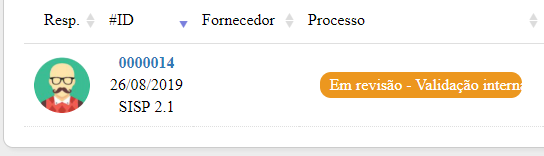 Resp. #ID Fornecedor Processo
0000014
26/08/2019
SISP 2.1
Em revisão - Validação interna